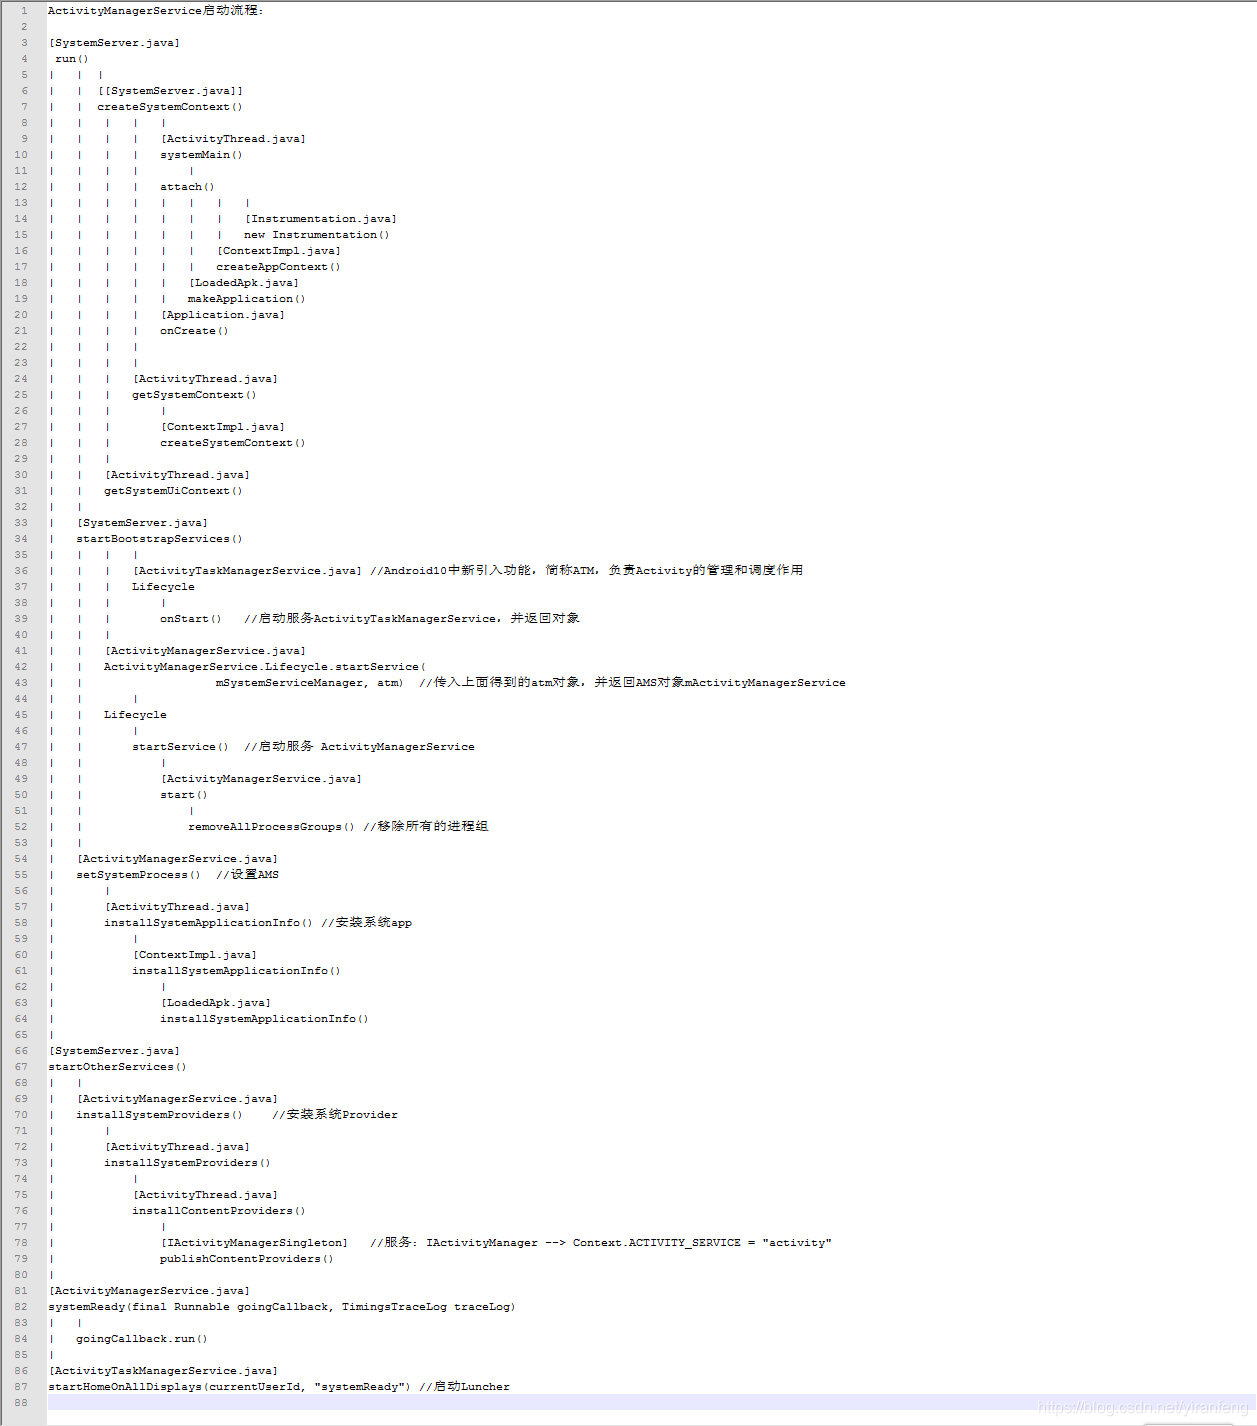 1 ActivityManagerService启动流程:
2
3 [SystemServer.java]
4 run()
5 | | |
6 | | [[SystemServer.java]]
7 | | createSystemContext()
8 | | | | |
9 | | | | [ActivityThread.java]
10 | | | | systemMain()
11 | | | | |
12 | | | | attach()
13 | | | | | | | |
14 | | | | | | | [Instrumentation.java]
15 | | | | | | | new Instrumentation()
16 | | | | | | [ContextImpl.java]
17 | | | | | | createAppContext()
18 | | | | | [LoadedApk.java]
19 | | | | | makeApplication()
20 | | | | [Application.java]
21 | | | | onCreate()
22 | | | |
23 | | | |
24 | | | [ActivityThread.java]
25 | | | getSystemContext()
26 | | | |
27 | | | [ContextImpl.java]
28 | | | createSystemContext()
29 | | |
30 | | [ActivityThread.java]
31 | | getSystemUiContext()
32 | |
33 | [SystemServer.java]
34 | startBootstrapServices()
35 | | | |
36 | | | [ActivityTaskManagerService.java] //Android10中新引入功能，简称ATM，负责Activity的管理和调度作用
37 | | | Lifecycle
38 | | | |
39 | | | onStart() //启动服务ActivityTaskManagerService，并返回对象
40 | | |
41 | | [ActivityManagerService.java]
42 | | ActivityManagerService.Lifecycle.startService(
43 | | mSystemServiceManager, atm) //传入上面得到的atm对象，并返回AMS对象mActivityManagerService
44 | | |
45 | | Lifecycle
46 | | |
47 | | startService() //启动服务 ActivityManagerService
48 | | |
49 | | [ActivityManagerService.java]
50 | | start()
51 | | |
52 | | removeAllProcessGroups() //移除所有的进程组
53 | |
54 | [ActivityManagerService.java]
55 | setSystemProcess() //设置AMS
56 | |
57 | [ActivityThread.java]
58 | installSystemApplicationInfo() //安装系统app
59 | |
60 | [ContextImpl.java]
61 | installSystemApplicationInfo()
62 | |
63 | [LoadedApk.java]
64 | installSystemApplicationInfo()
65 |
66 [SystemServer.java]
67 startOtherServices()
68 | |
69 | [ActivityManagerService.java]
70 | installSystemProviders() //安装系统Provider
71 | |
72 | [ActivityThread.java]
73 | installSystemProviders()
74 | |
75 | [ActivityThread.java]
76 | installContentProviders()
77 | |
78 | [IActivityManagerSingleton] //服务: IActivityManager --> Context.ACTIVITY_SERVICE = "activity"
79 | publishContentProviders()
80 |
81 [ActivityManagerService.java]
82 systemReady(final Runnable goingCallback, TimingsTraceLog traceLog)
83 | |
84 | goingCallback.run()
85 |
86 [ActivityTaskManagerService.java]
87 startHomeOnAllDisplays(currentUserId, "systemReady") //启动Luncher
88
https://blog.csdn.net/yiranfeng